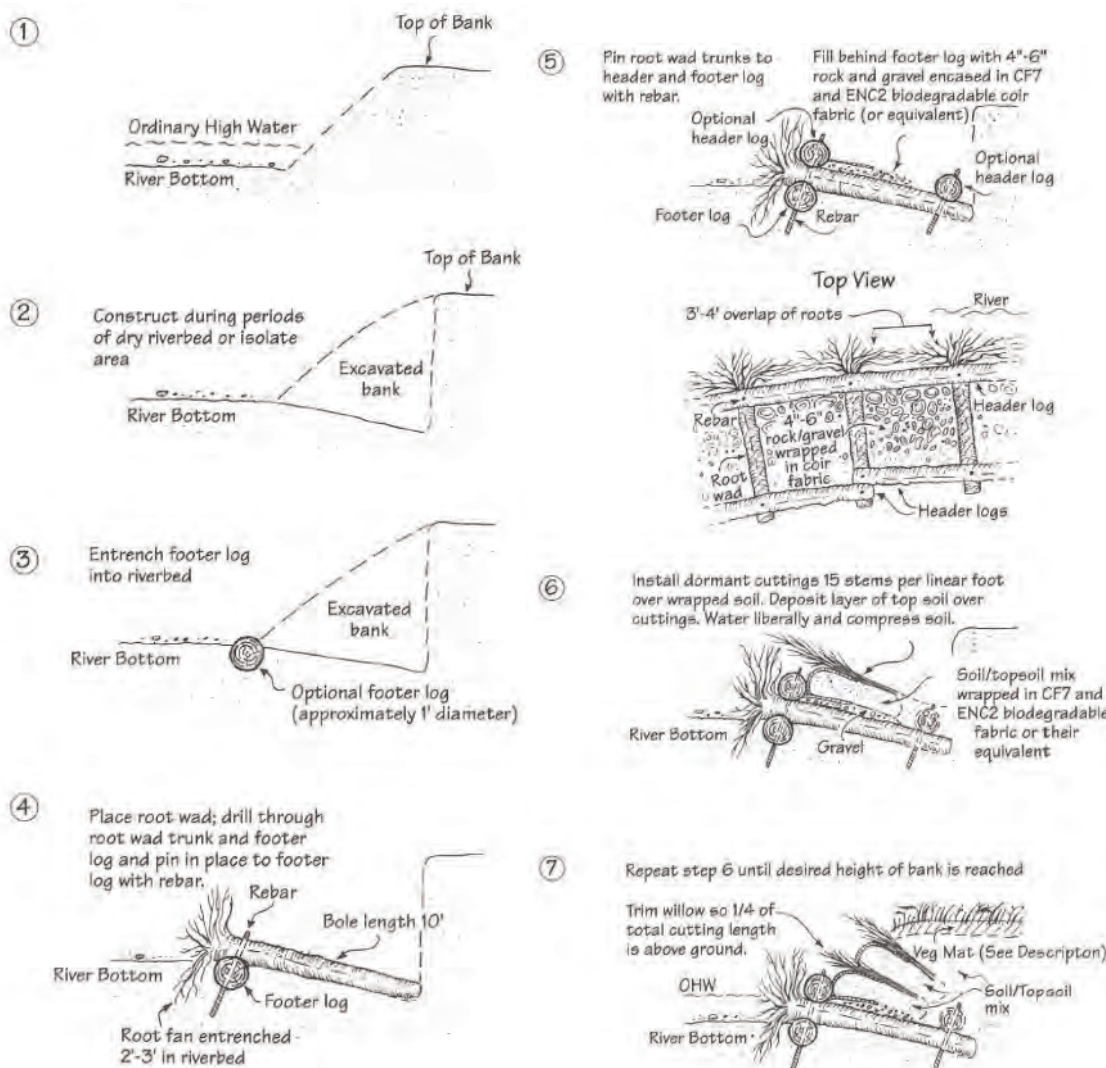 1
Top of Bank
Ordinary High Water
River Bottom
2
Top of Bank
Construct during periods
of dry riverbed or isolate
area
Excavated
bank
River Bottom
3
Entrench footer log
into riverbed
Excavated
bank
River Bottom
Optional footer log
(approximately 1' diameter)
4
Place root wad; drill through
root wad trunk and footer
log and pin in place to footer
log with rebar.
Rebar
Bole length 10'
River Bottom
Footer log
Root fan entrenched
2'-3' in riverbed
5
Pin root wad trunks to
header and footer log
with rebar.
Fill behind footer log with 4"-6"
rock and gravel encased in CF7
and ENC2 biodegradable coir
fabric (or equivalent)
Optional
header log
Optional
header log
Footer log
Rebar
Top View
River
3'-4' overlap of roots
Rebar
Header log
4"-6"
rock/gravel
wrapped
in coir
fabric
Root
wad
Header logs
6
Install dormant cuttings 15 stems per linear foot
over wrapped soil. Deposit layer of top soil over
cuttings. Water liberally and compress soil.
Soil/topsoil mix
wrapped in CF7 and
ENC2 biodegradable
fabric or their
equivalent
River Bottom
Gravel
7
Repeat step 6 until desired height of bank is reached
Trim willow so 1/4 of
total cutting length
is above ground.
Veg Mat (See Descripton)
OHW
Soil/Topsoil
mix
River Bottom